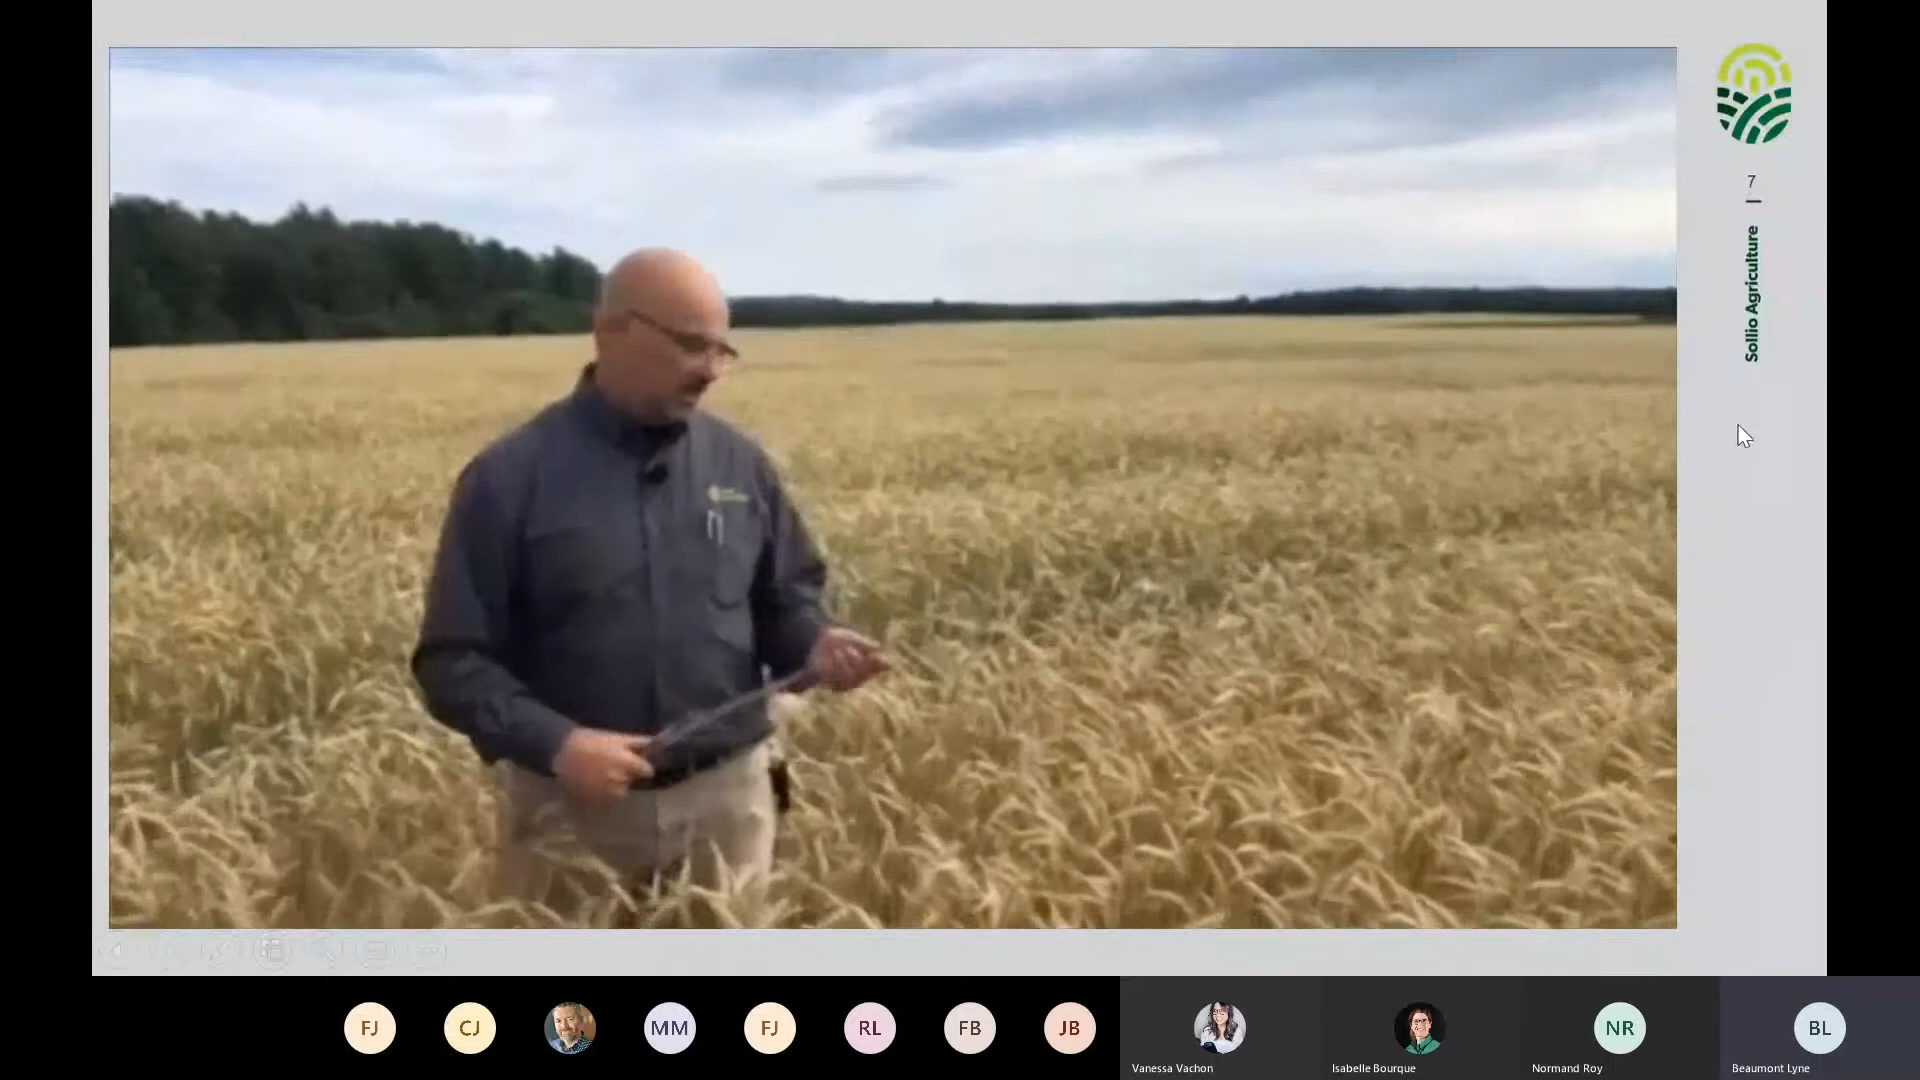 7
Sollio Agriculture
FJ
CJ
MM
FJ
RL
FB
JB
NR
BL
Vanessa Vachon
Isabelle Bourque
Normand Roy
Beaumont Lyne